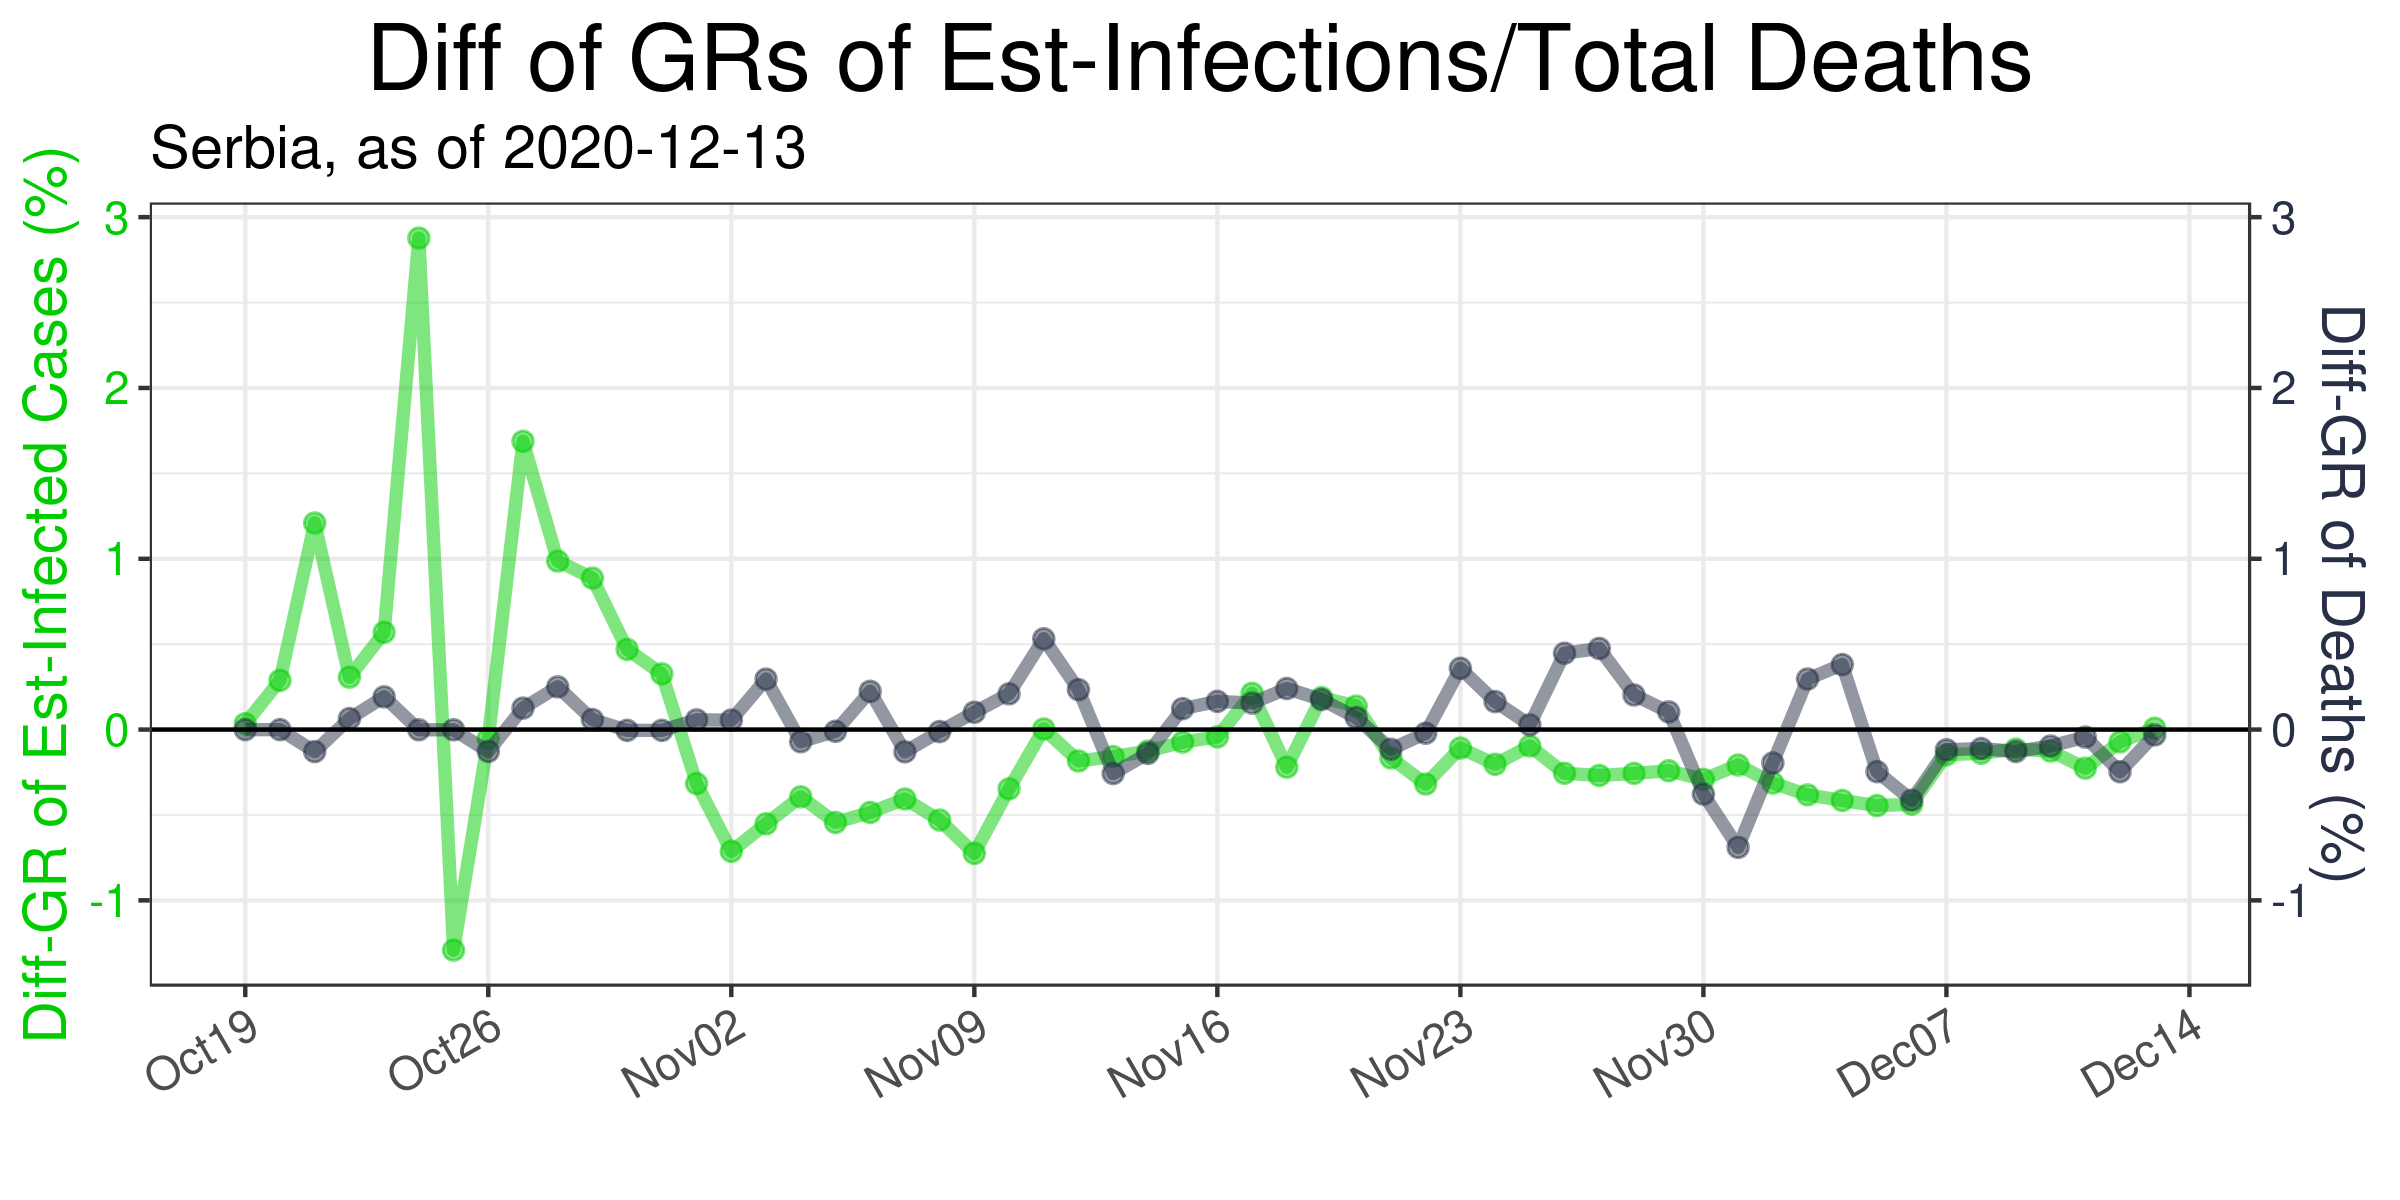 Diff of GRs of Est-Infections/Total Deaths
Serbia, as of 2020-12-13
Diff-GR of Est-Infected Cases (%)
3
2
1
0
-1
3
2
1
0
-1
Diff-GR of Deaths (%)
Oct19
Oct26
Nov02
Nov09
Nov16
Nov23
Nov30
Dec07
Dec14